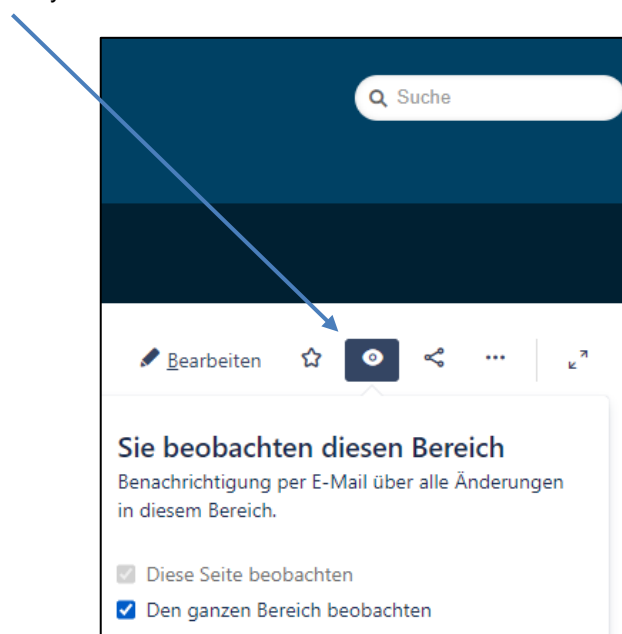 Suche
Bearbeiten
Sie beobachten diesen Bereich
Benachrichtigung per E-Mail über alle Änderungen
in diesem Bereich.
Diese Seite beobachten
Den ganzen Bereich beobachten